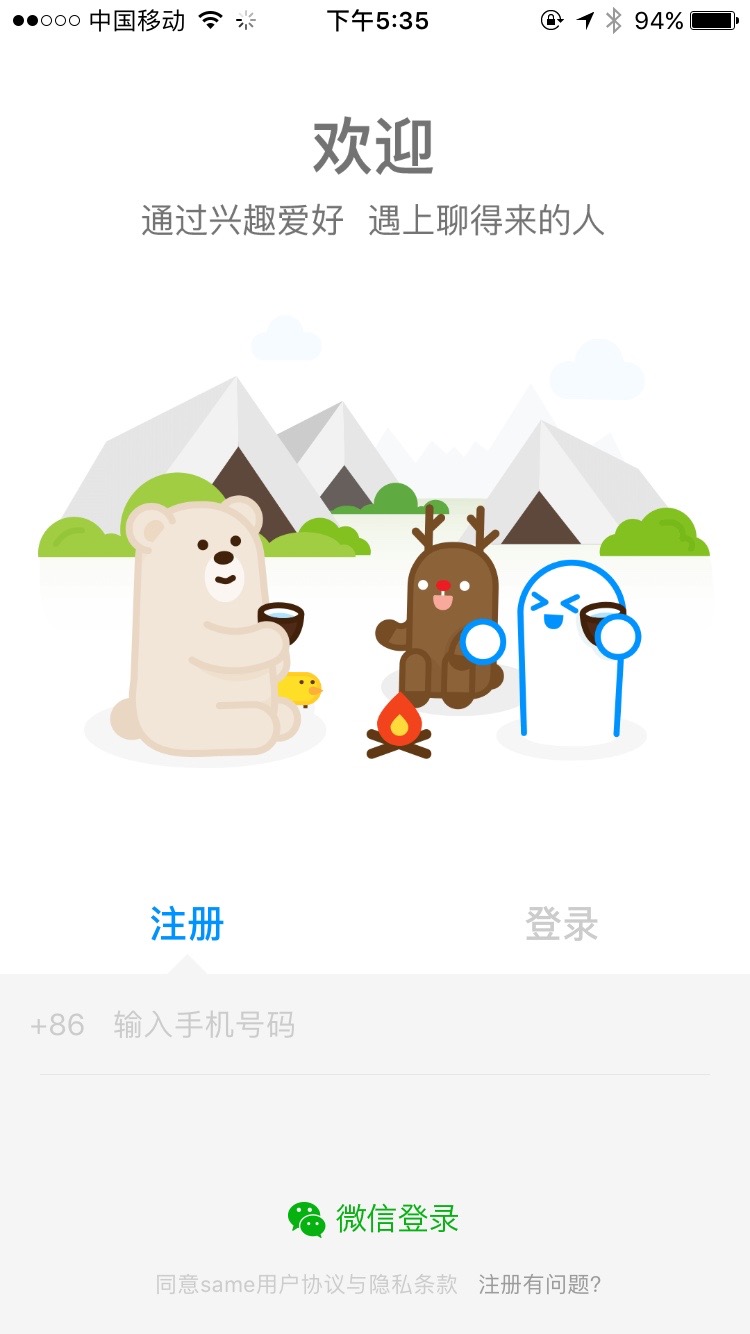 中国移动 下午5:35 94%
欢迎
通过兴趣爱好 遇上聊得来的人
注册 登录
+86 输入手机号码
微信登录
同意same用户协议与隐私条款 注册有问题?